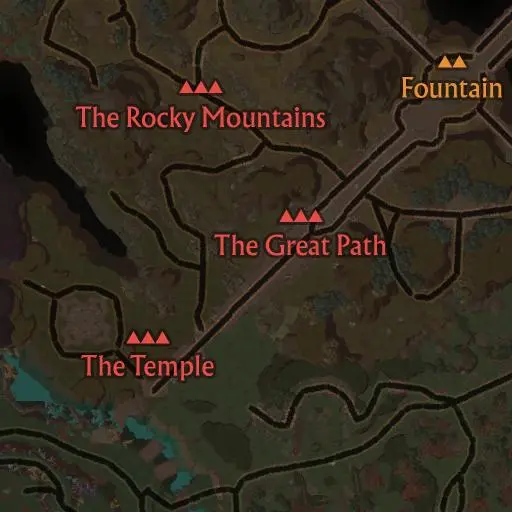 Fountain
The Rocky Mountains
The Great Path
The Temple